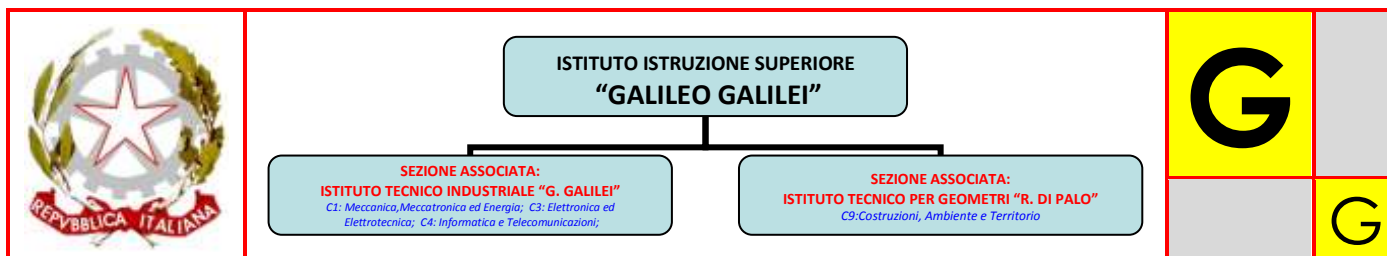 REPVBBLICA ITALIANA
ISTITUTO ISTRUZIONE SUPERIORE
“GALILEO GALILEI”
SEZIONE ASSOCIATA:
ISTITUTO TECNICO INDUSTRIALE “G. GALILEI”
C1: Meccanica,Meccatronica ed Energia; C3: Elettronica ed
Elettrotecnica; C4: Informatica e Telecomunicazioni;
SEZIONE ASSOCIATA:
ISTITUTO TECNICO PER GEOMETRI “R. DI PALO”
C9:Costruzioni, Ambiente e Territorio
G
G